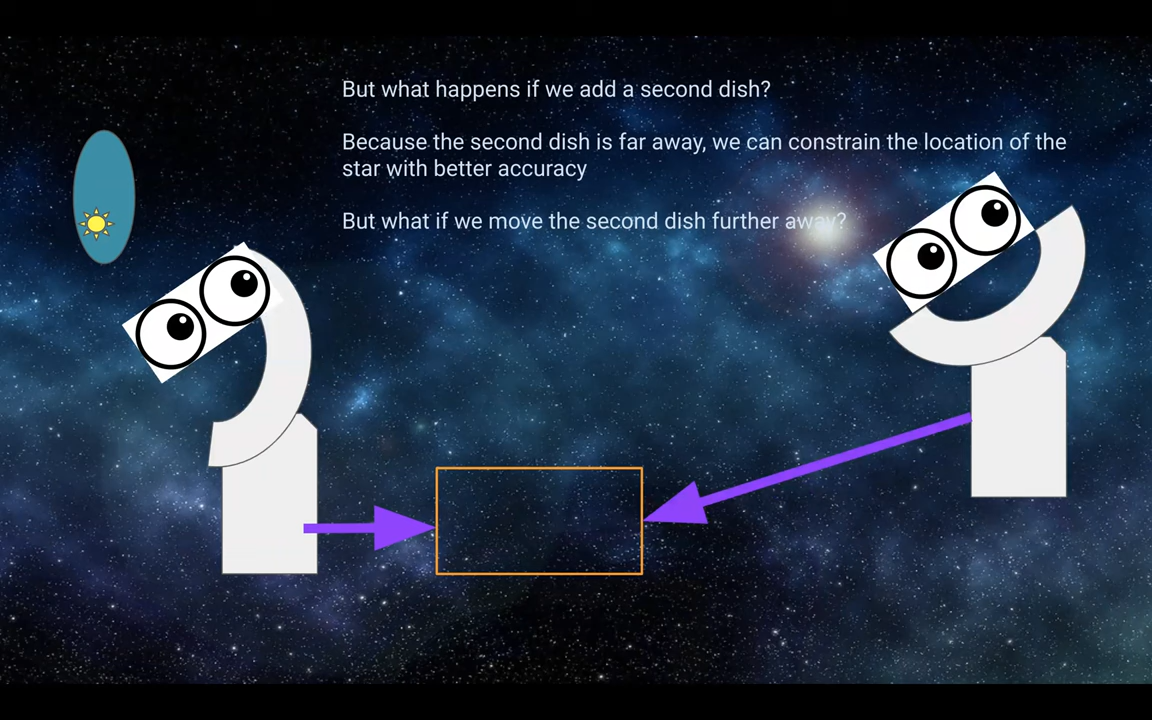 But what happens if we add a second dish?
Because the second dish is far away, we can constrain the location of the
star with better accuracy
But what if we move the second dish further away?